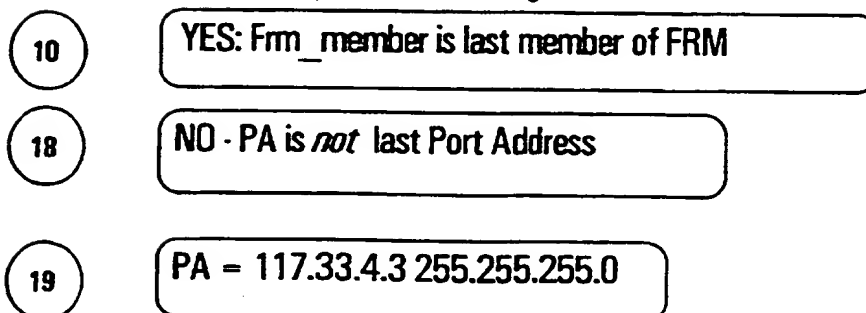 10 YES: Frm_member is last member of FRM
18 NO - PA is not last Port Address
19 PA = 117.33.4.3 255.255.255.0